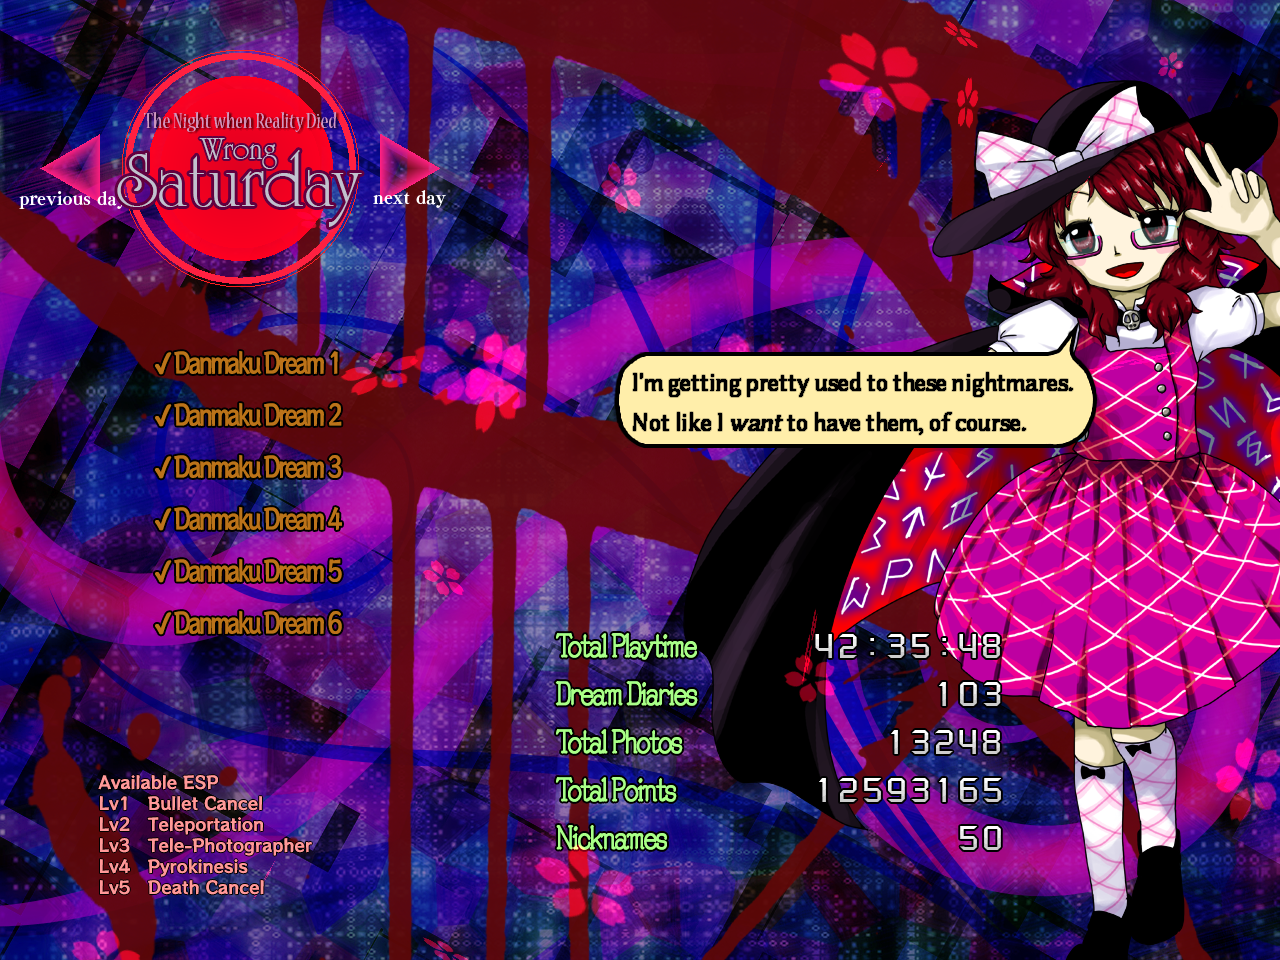 The Night when Reality Died
Wrong
Saturday
previous day
next day
✓Danmaku Dream 1
✓Danmaku Dream 2
✓Danmaku Dream 3
✓Danmaku Dream 4
✓Danmaku Dream 5
✓Danmaku Dream 6
I'm getting pretty used to these nightmares.
Not like I want to have them, of course.
Total Playtime 42:35:48
Dream Diaries 103
Total Photos 13248
Total Points 12593165
Nicknames 50
Available ESP
Lv1 Bullet Cancel
Lv2 Teleportation
Lv3 Tele-Photographer
Lv4 Pyrokinesis
Lv5 Death Cancel